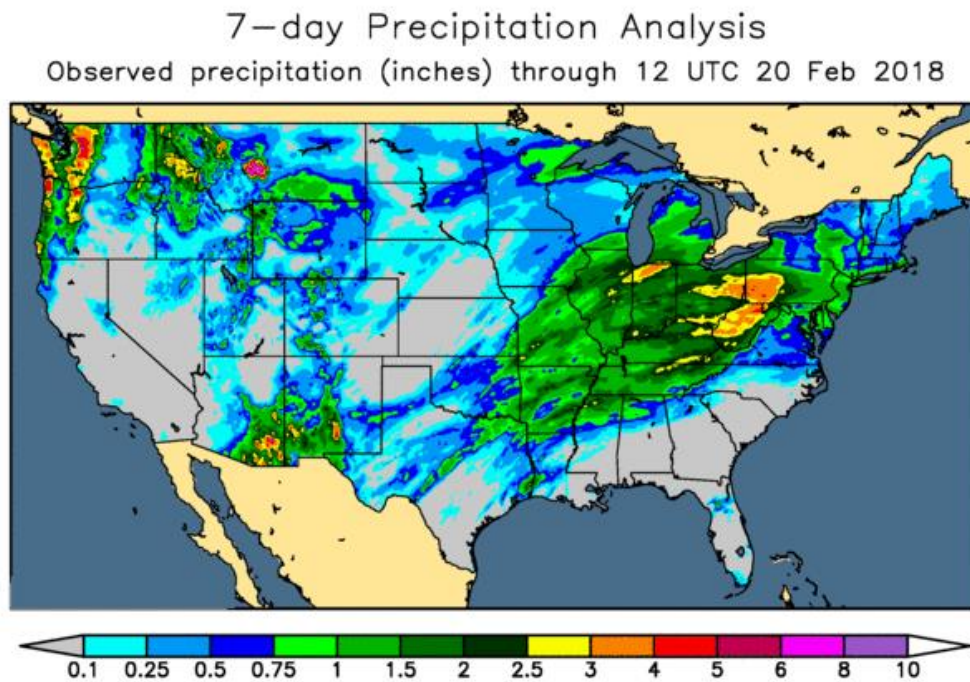 7-day Precipitation Analysis
Observed precipitation (inches) through 12 UTC 20 Feb 2018
0.1 0.25 0.5 0.75 1 1.5 2 2.5 3 4 5 6 8 10